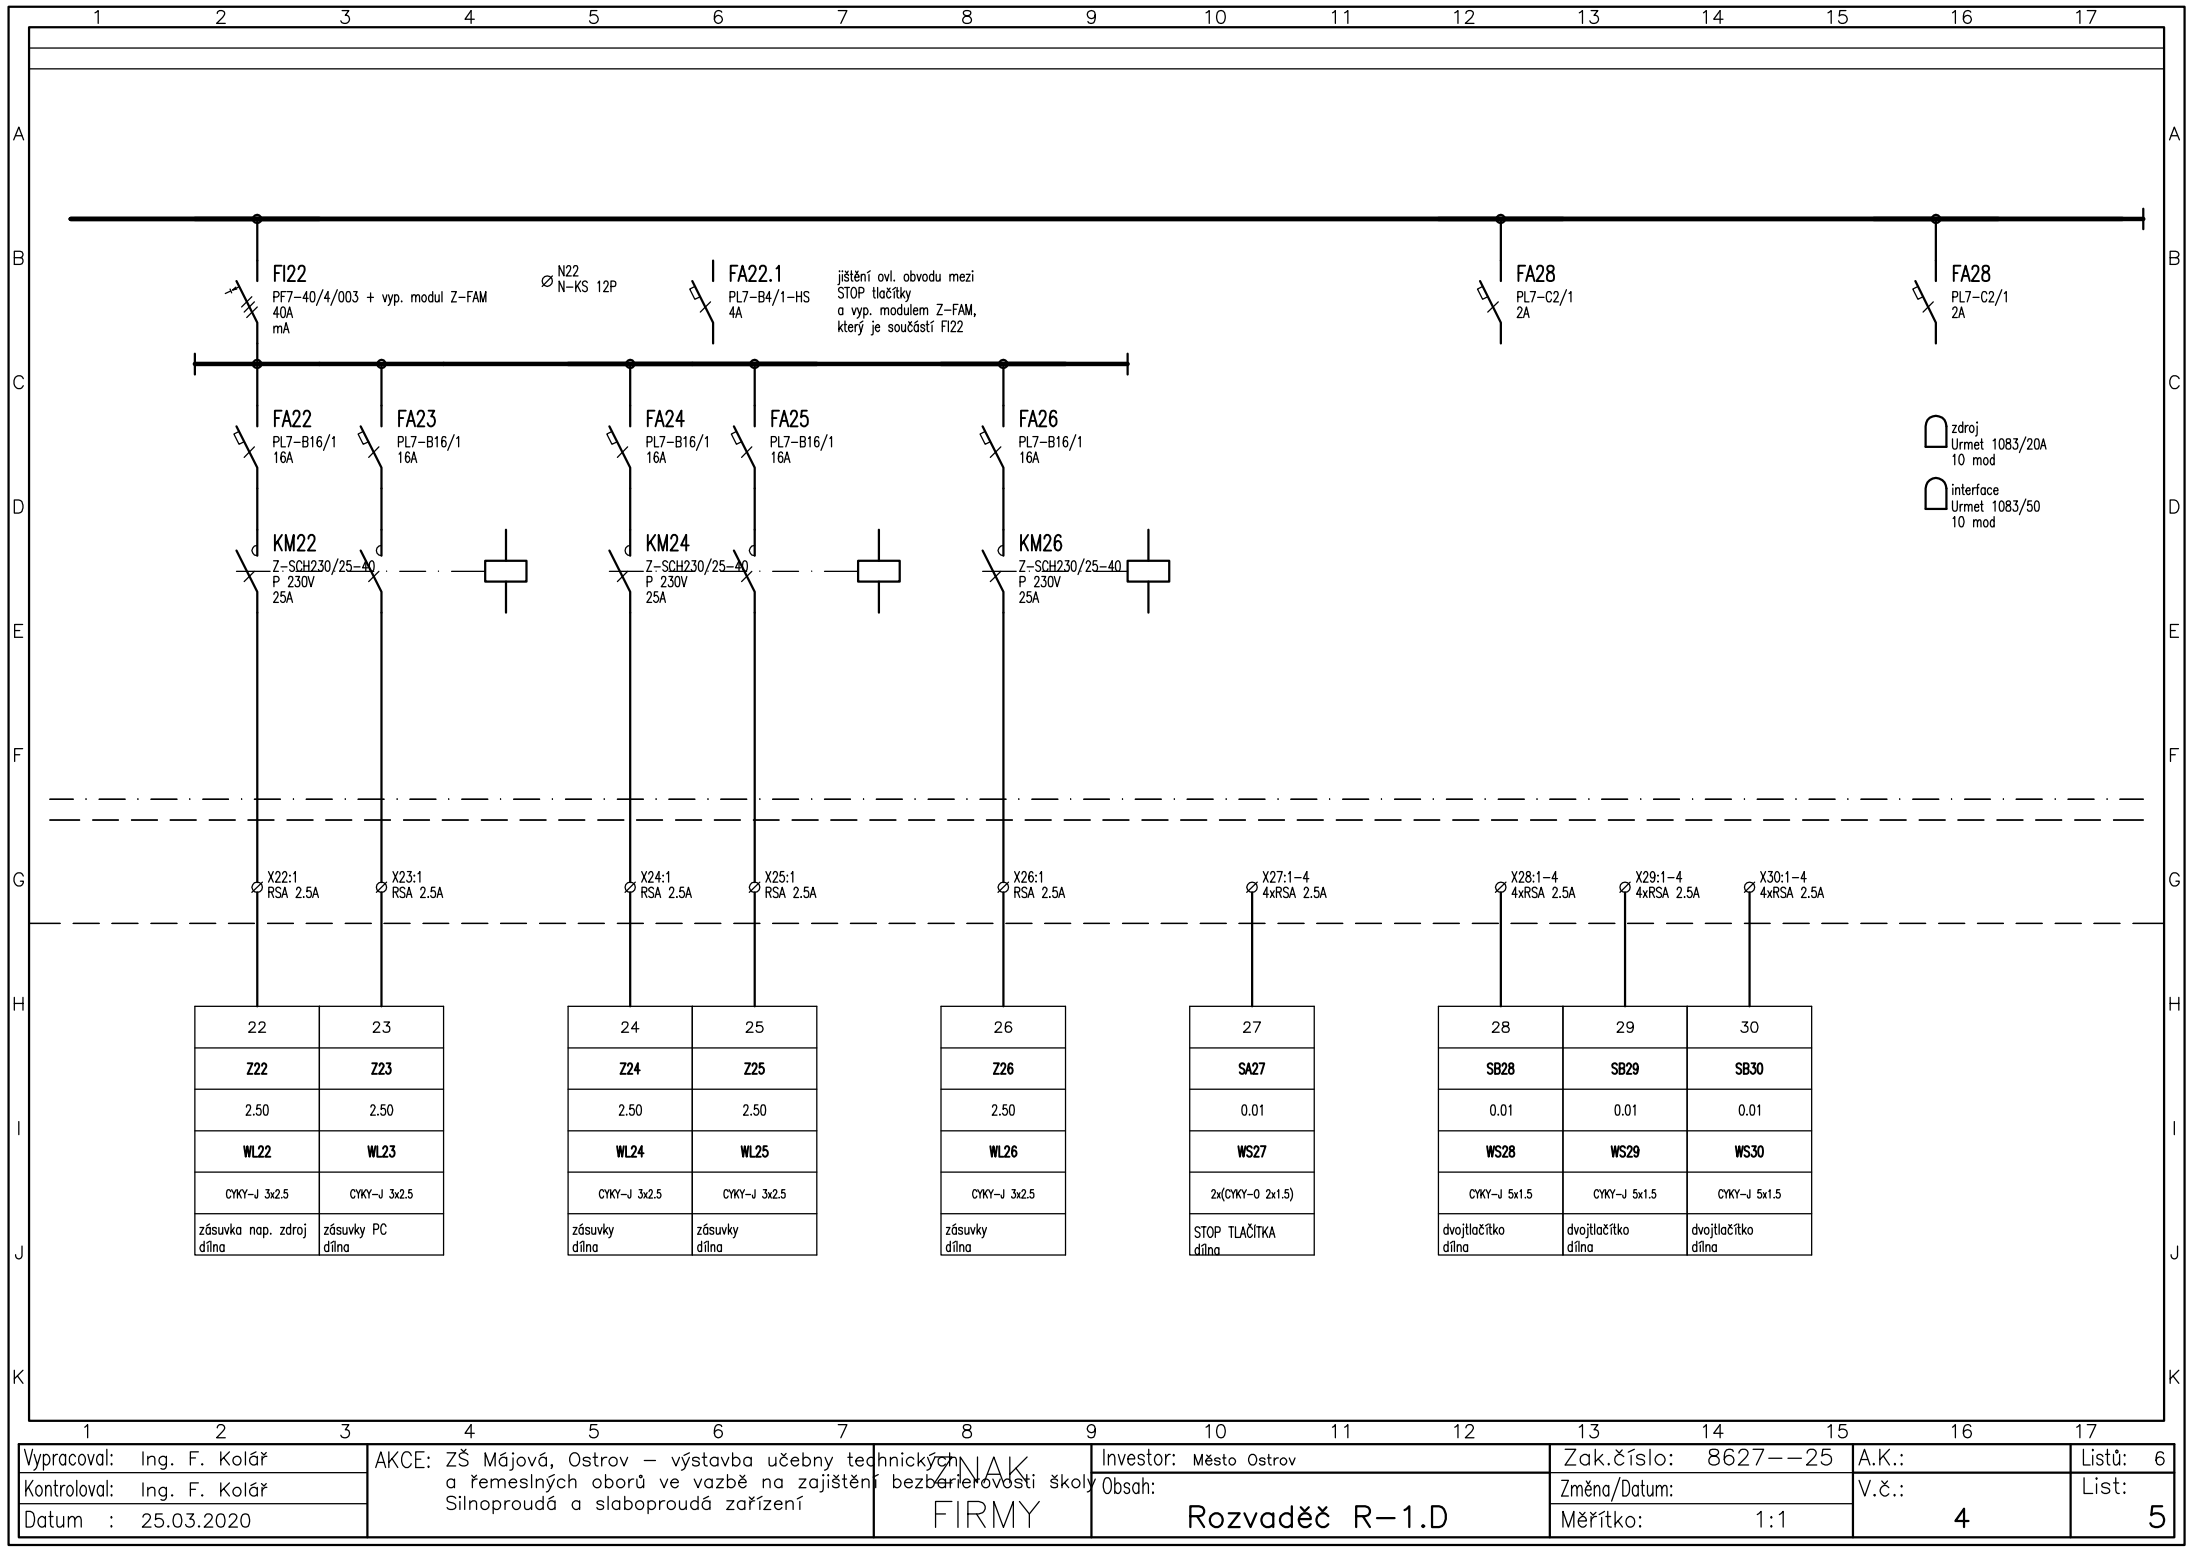 1 2 3 4 5 6 7 8 9 10 11 12 13 14 15 16 17
A A
B B
FI22
PF7-40/4/003 + vyp. modul Z-FAM
40A
mA
N22
N-KS 12P
FA22.1
PL7-B4/1-HS
4A
jištění ovl. obvodu mezi
STOP tlačítky
a vyp. modulem Z-FAM,
který je součástí FI22
FA28
PL7-C2/1
2A
FA28
PL7-C2/1
2A
C C
FA22
PL7-B16/1
16A
FA23
PL7-B16/1
16A
FA24
PL7-B16/1
16A
FA25
PL7-B16/1
16A
FA26
PL7-B16/1
16A
zdroj
Urmet 1083/20A
10 mod
interface
Urmet 1083/50
10 mod
D D
KM22
Z-SCH230/25-40
P 230V
25A
KM24
Z-SCH230/25-40
P 230V
25A
KM26
Z-SCH230/25-40
P 230V
25A
E E
F F
G G
X22:1
RSA 2.5A
X23:1
RSA 2.5A
X24:1
RSA 2.5A
X25:1
RSA 2.5A
X26:1
RSA 2.5A
X27:1-4
4xRSA 2.5A
X28:1-4
4xRSA 2.5A
X29:1-4
4xRSA 2.5A
X30:1-4
4xRSA 2.5A
H H
22 23 24 25 26 27 28 29 30
Z22 Z23 Z24 Z25 Z26 SA27 SB28 SB29 SB30
2.50 2.50 2.50 2.50 2.50 0.01 0.01 0.01 0.01
I I
WL22 WL23 WL24 WL25 WL26 WS27 WS28 WS29 WS30
CYKY-J 3x2.5 CYKY-J 3x2.5 CYKY-J 3x2.5 CYKY-J 3x2.5 CYKY-J 3x2.5 2x(CYKY-O 2x1.5) CYKY-J 5x1.5 CYKY-J 5x1.5 CYKY-J 5x1.5
zásuvka nap. zdroj
dílna
zásuvky PC
dílna
zásuvky
dílna
zásuvky
dílna
zásuvky
dílna
STOP TLAČÍTKA
dílna
dvojtlačítko
dílna
dvojtlačítko
dílna
dvojtlačítko
dílna
J J
K K
1 2 3 4 5 6 7 8 9 10 11 12 13 14 15 16 17
Vypracoval: Ing. F. Kolář
Kontroloval: Ing. F. Kolář
Datum : 25.03.2020
AKCE: ZŠ Májová, Ostrov – výstavba učebny technických
a řemeslných oborů ve vazbě na zajištění bezbariérovosti školy
Silnoproudá a slaboproudá zařízení
ZNAK
FIRMY
Investor: Město Ostrov
Obsah:
Rozvaděč R-1.D
Zak.číslo: 8627--25
Změna/Datum:
Měřítko: 1:1
A.K.:
V.č.:
4
Listů: 6
List:
5